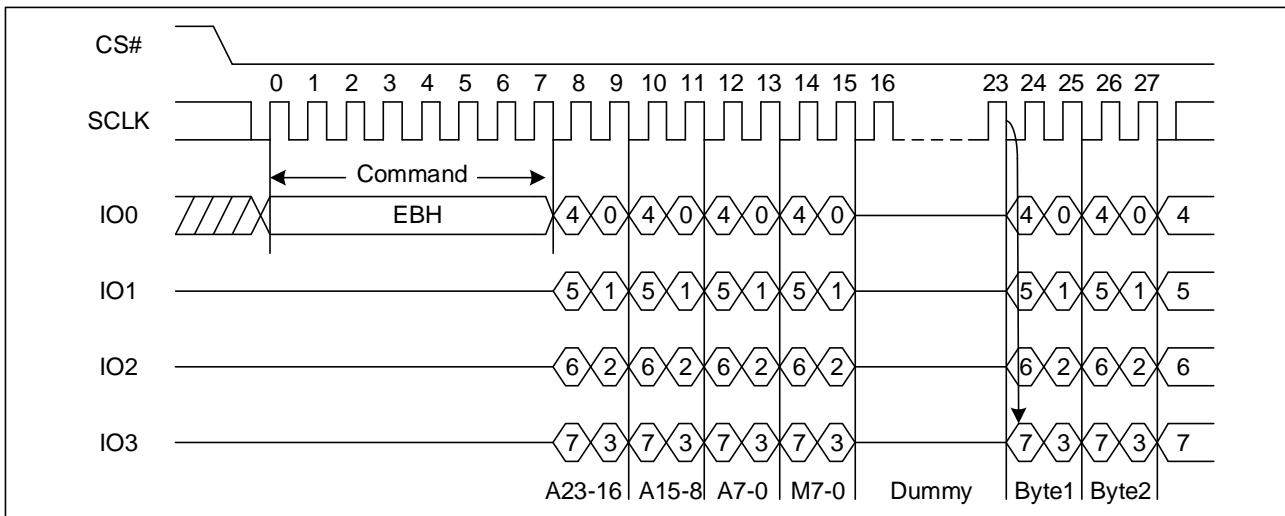 CS#
0 1 2 3 4 5 6 7 8 9 10 11 12 13 14 15 16 23 24 25 26 27
SCLK
Command
IO0 EBH 4 0 4 0 4 0 4 0 4 0 4 0 4
IO1 5 1 5 1 5 1 5 1 5 1 5 1 5
IO2 6 2 6 2 6 2 6 2 6 2 6 2 6
IO3 7 3 7 3 7 3 7 3 7 3 7 3 7
A23-16 A15-8 A7-0 M7-0 Dummy Byte1 Byte2